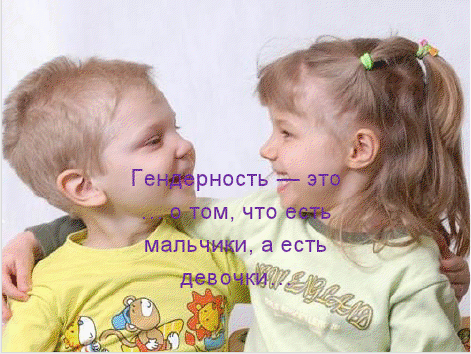 Гендерность — это
... о том, что есть
мальчики, а есть
девочки...